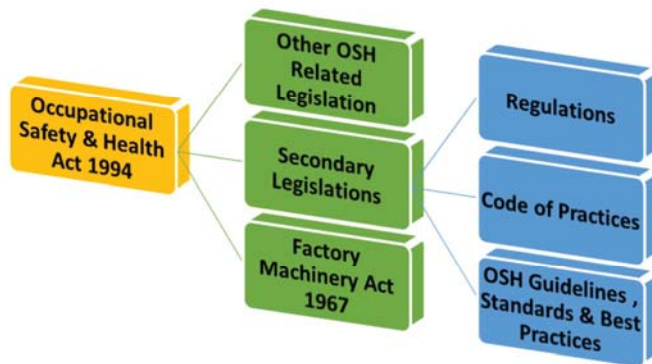 Occupational
Safety & Health
Act 1994
Other OSH
Related
Legislation
Secondary
Legislations
Factory
Machinery Act
1967
Regulations
Code of Practices
OSH Guidelines ,
Standards & Best
Practices